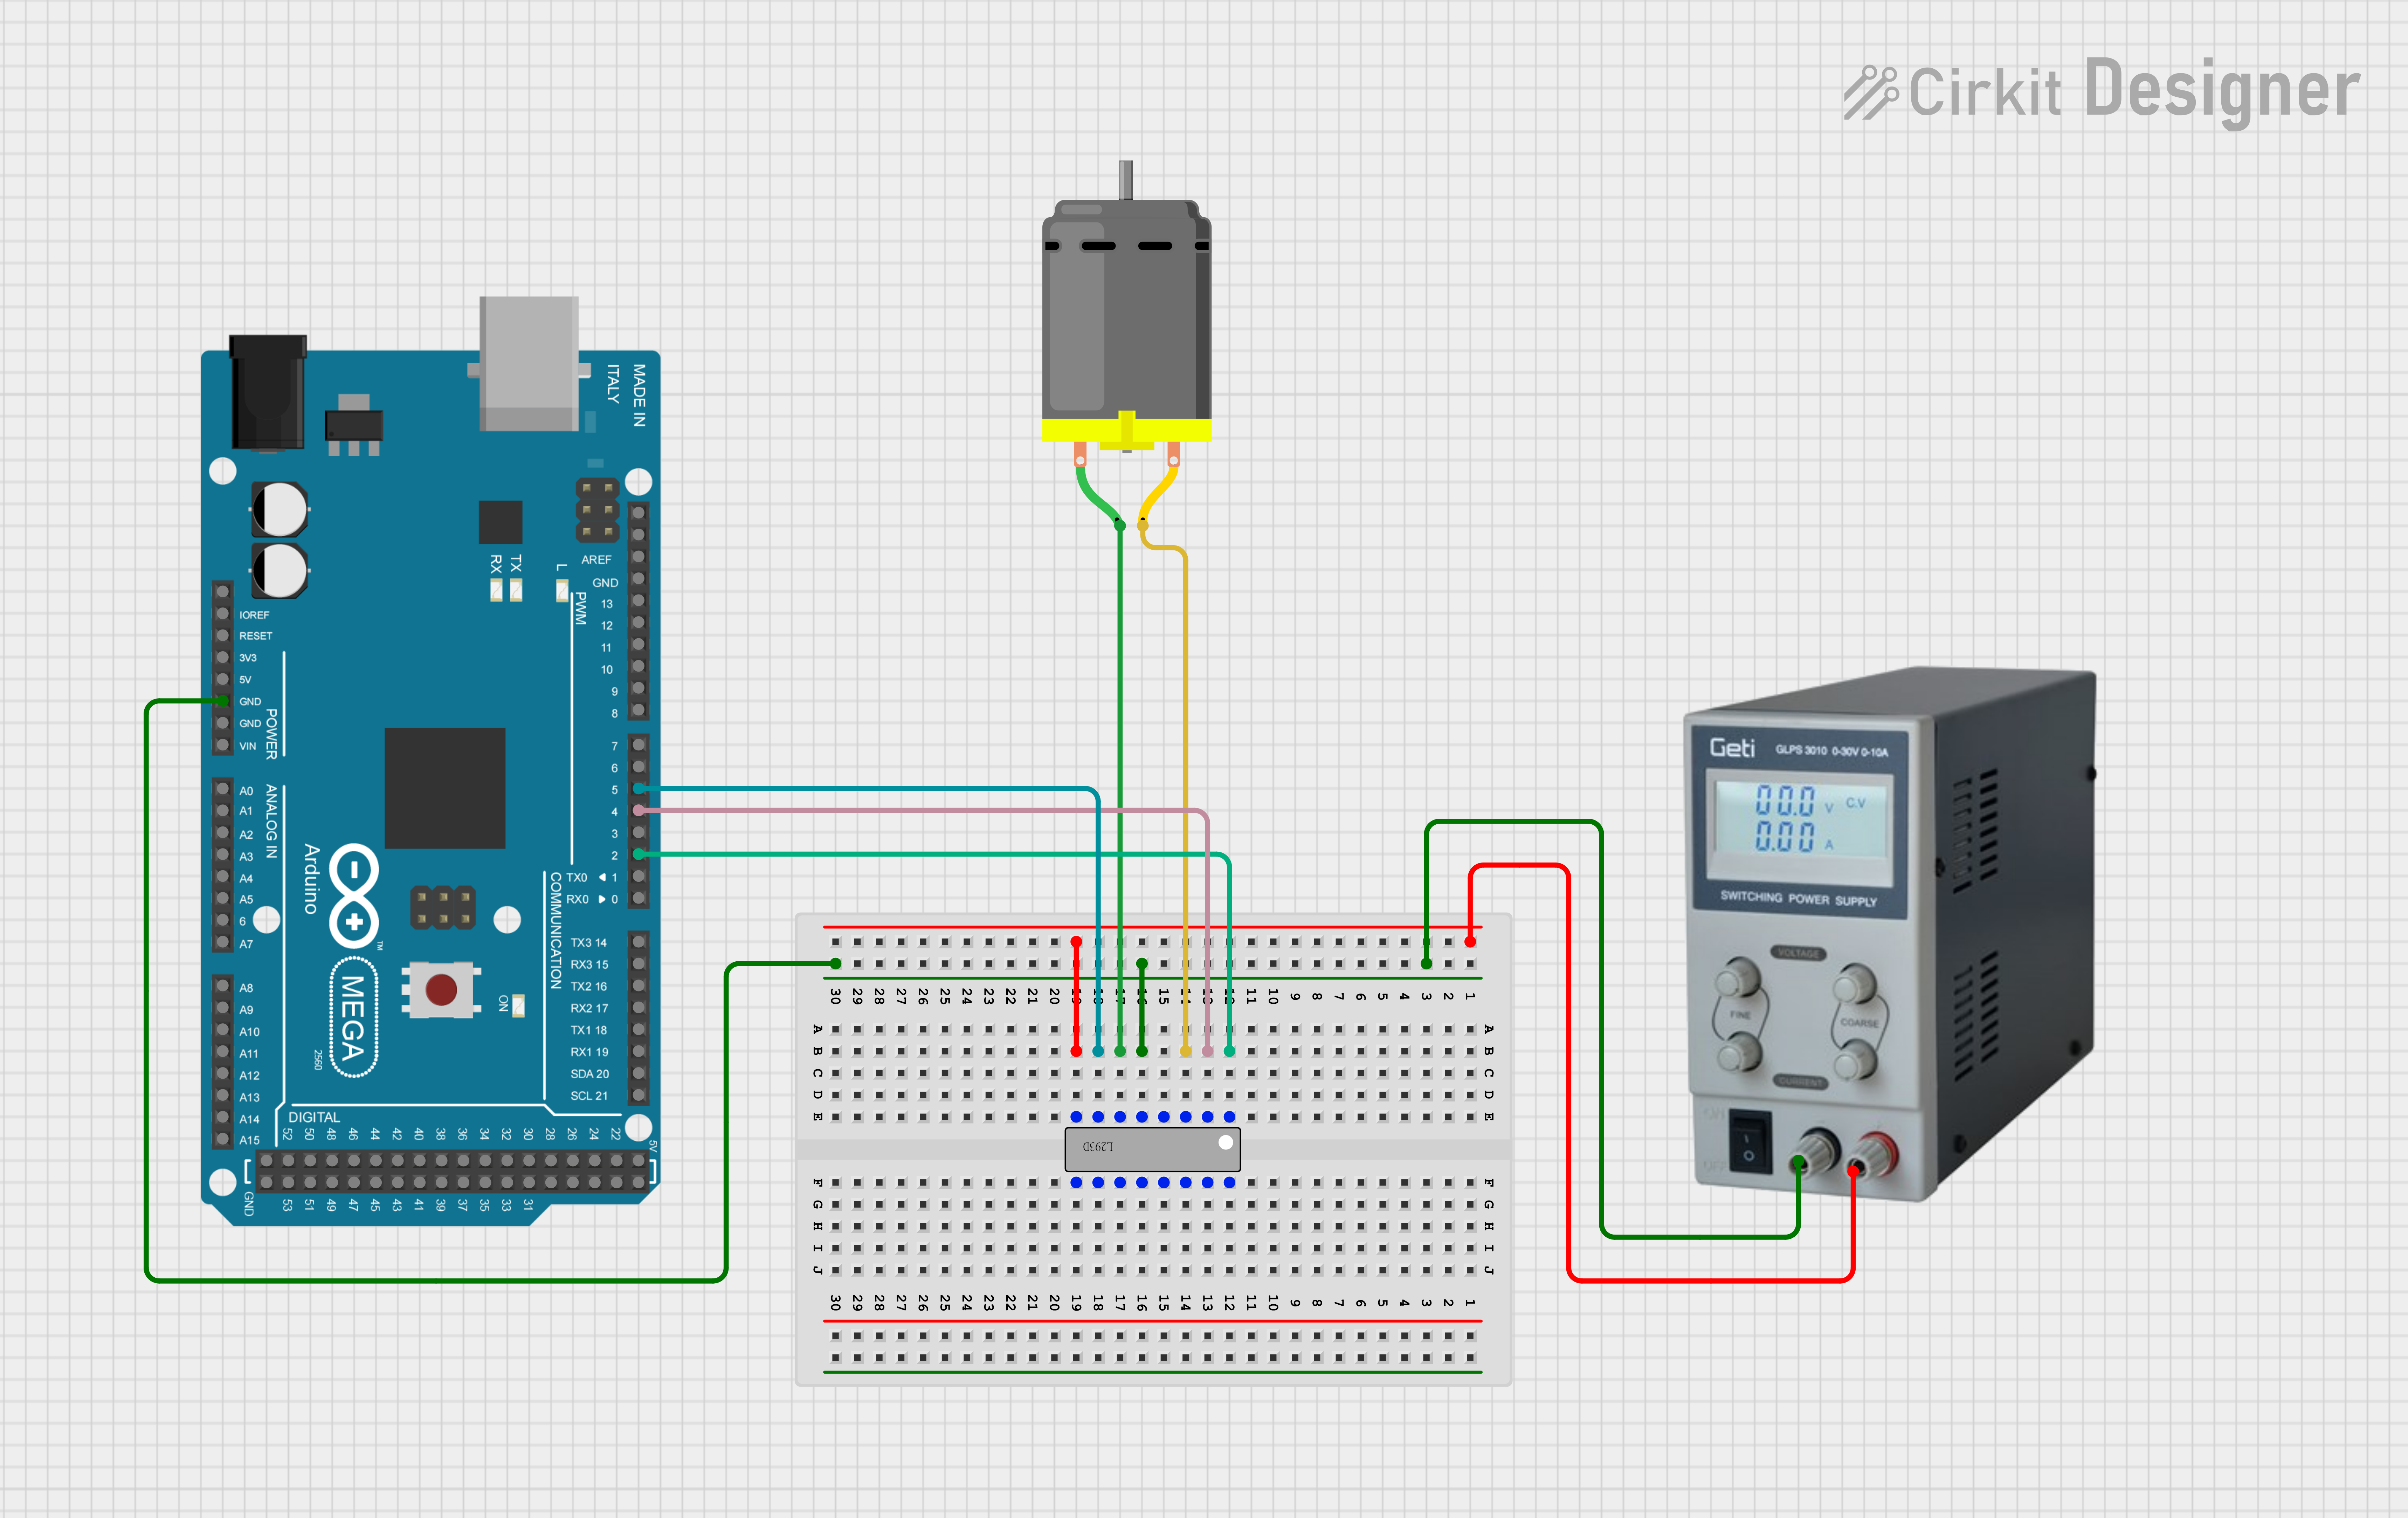 Cirkit Designer
MADE IN
ITALY
RX TX L
AREF
GND
13
12
11
10
9
8
PWM
IOREF
RESET
3V3
5V
GND
GND
VIN
POWER
7
6
5
4
3
2
TX0 1
RX0 0
A0
A1
A2
A3
A4
A5
6
A7
ANALOG IN
Arduino
TM
MEGA
2560
COMMUNICATION
TX3 14
RX3 15
TX2 16
RX2 17
TX1 18
RX1 19
SDA 20
SCL 21
ON
A8
A9
A10
A11
A12
A13
A14
A15
DIGITAL
52 50 48 46 44 42 40 38 36 34 32 30 28 26 24 22 5V
GND 53 51 49 47 45 43 41 39 37 35 33 31
30 29 28 27 26 25 24 23 22 21 20 19 18 17 16 15 14 13 12 11 10 9 8 7 6 5 4 3 2 1
A A
B B
C C
D D
E E
L293D
F F
G G
H H
I I
J J
30 29 28 27 26 25 24 23 22 21 20 19 18 17 16 15 14 13 12 11 10 9 8 7 6 5 4 3 2 1
Geti GLPS 3010 0-30V 0-10A
00.0 V C.V
0.00 A
SWITCHING POWER SUPPLY
VOLTAGE
FINE COARSE
CURRENT
ON
OFF